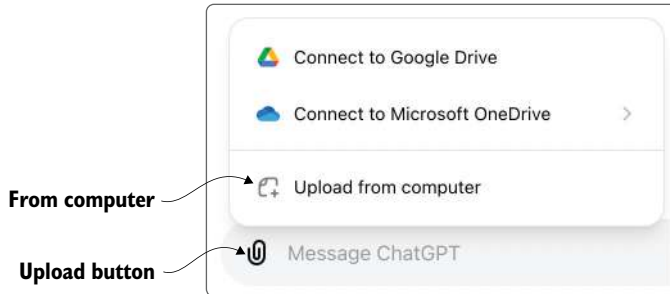 Connect to Google Drive
Connect to Microsoft OneDrive
From computer
Upload from computer
Upload button
Message ChatGPT